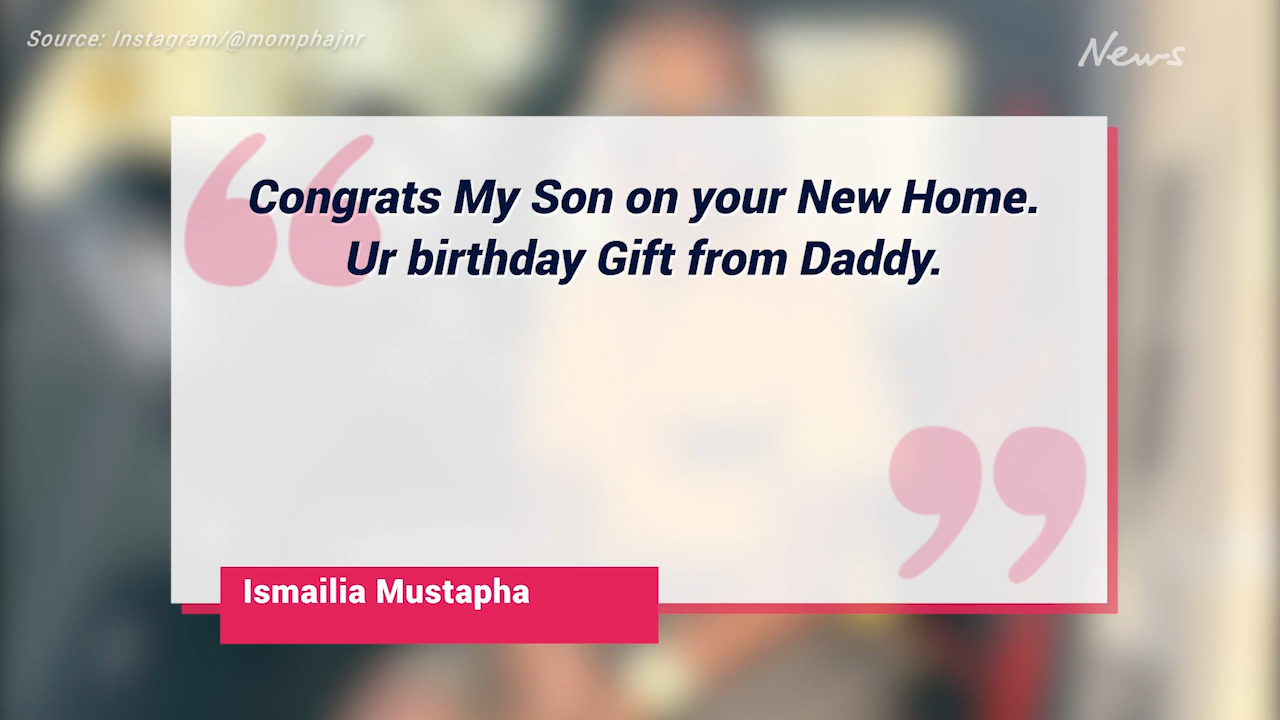 Source: Instagram/@momphajnr
News
Congrats My Son on your New Home.
Ur birthday Gift from Daddy.
Ismailia Mustapha